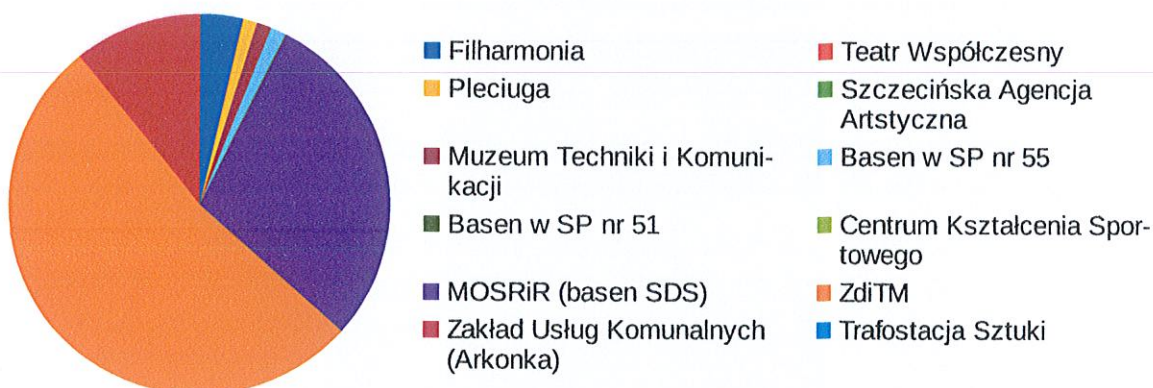 Filharmonia
Teatr Współczesny
Pleciuga
Szczecińska Agencja
Artstyczna
Muzeum Techniki i Komuni-
kacji
Basen w SP nr 55
Basen w SP nr 51
Centrum Kształcenia Spor-
towego
MOSRiR (basen SDS)
ZdiTM
Zakład Usług Komunalnych
(Arkonka)
Trafostacja Sztuki